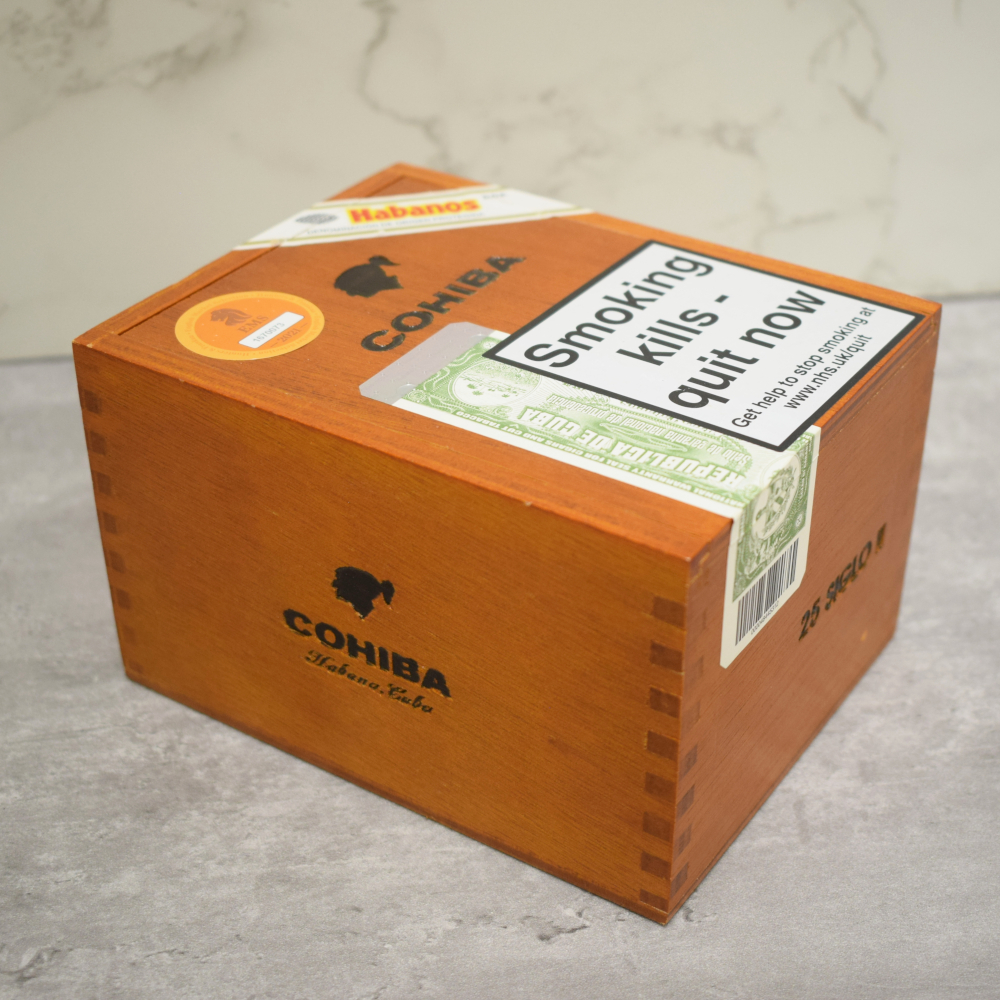 Habanos
COHIBA
EMS
Smoking
kills -
quit now
Get help to stop smoking at
www.nhs.uk/quit
REPUBLICA DE CUBA
COHIBA
Habana, Cuba
25 SIGLO